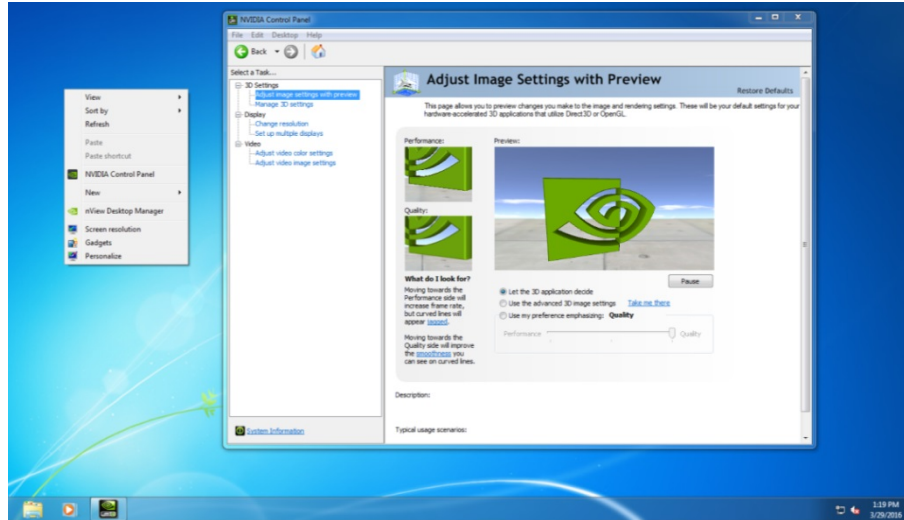 NVIDIA Control Panel
File Edit Desktop Help
Back
Select a Task...
3D Settings
Adjust image settings with preview
Manage 3D settings
Display
Change resolution
Set up multiple displays
Video
Adjust video color settings
Adjust video image settings
System Information
Adjust Image Settings with Preview
Restore Defaults
This page allows you to preview changes you make to the image and rendering settings. These will be your default settings for your
hardware-accelerated 3D applications that utilize Direct3D or OpenGL.
Performance:
Quality:
What do I look for?
Moving towards the
Performance side will
increase frame rate,
but curved lines will
appear jagged.
Moving towards the
Quality side will improve
the smoothness you
can see on curved lines.
Preview:
Pause
Let the 3D application decide
Use the advanced 3D image settings Take me there
Use my preference emphasizing: Quality
Performance Quality
Description:
Typical usage scenarios:
View
Sort by
Refresh
Paste
Paste shortcut
NVIDIA Control Panel
New
nView Desktop Manager
Screen resolution
Gadgets
Personalize
1:19 PM
3/29/2016